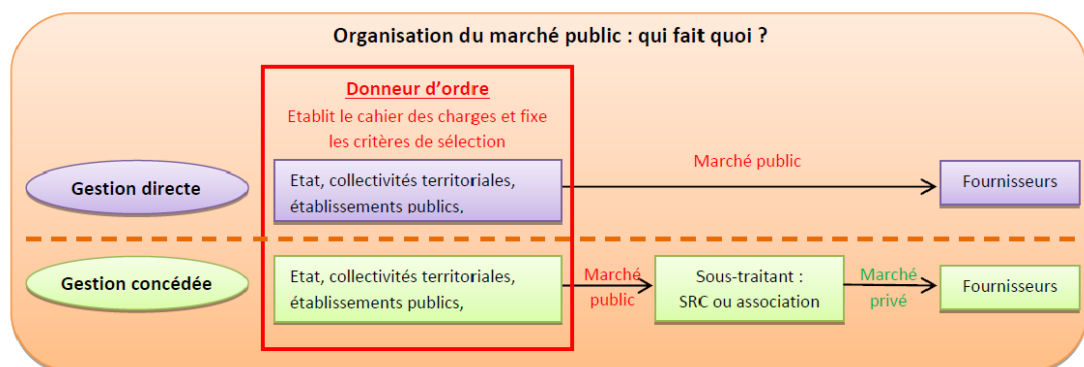 Organisation du marché public : qui fait quoi ?
Donneur d'ordre
Etablit le cahier des charges et fixe
les critères de sélection
Gestion directe
Etat, collectivités territoriales,
établissements publics,
Marché public
Fournisseurs
Gestion concédée
Etat, collectivités territoriales,
établissements publics,
Marché
public
Sous-traitant :
SRC ou association
Marché
privé
Fournisseurs